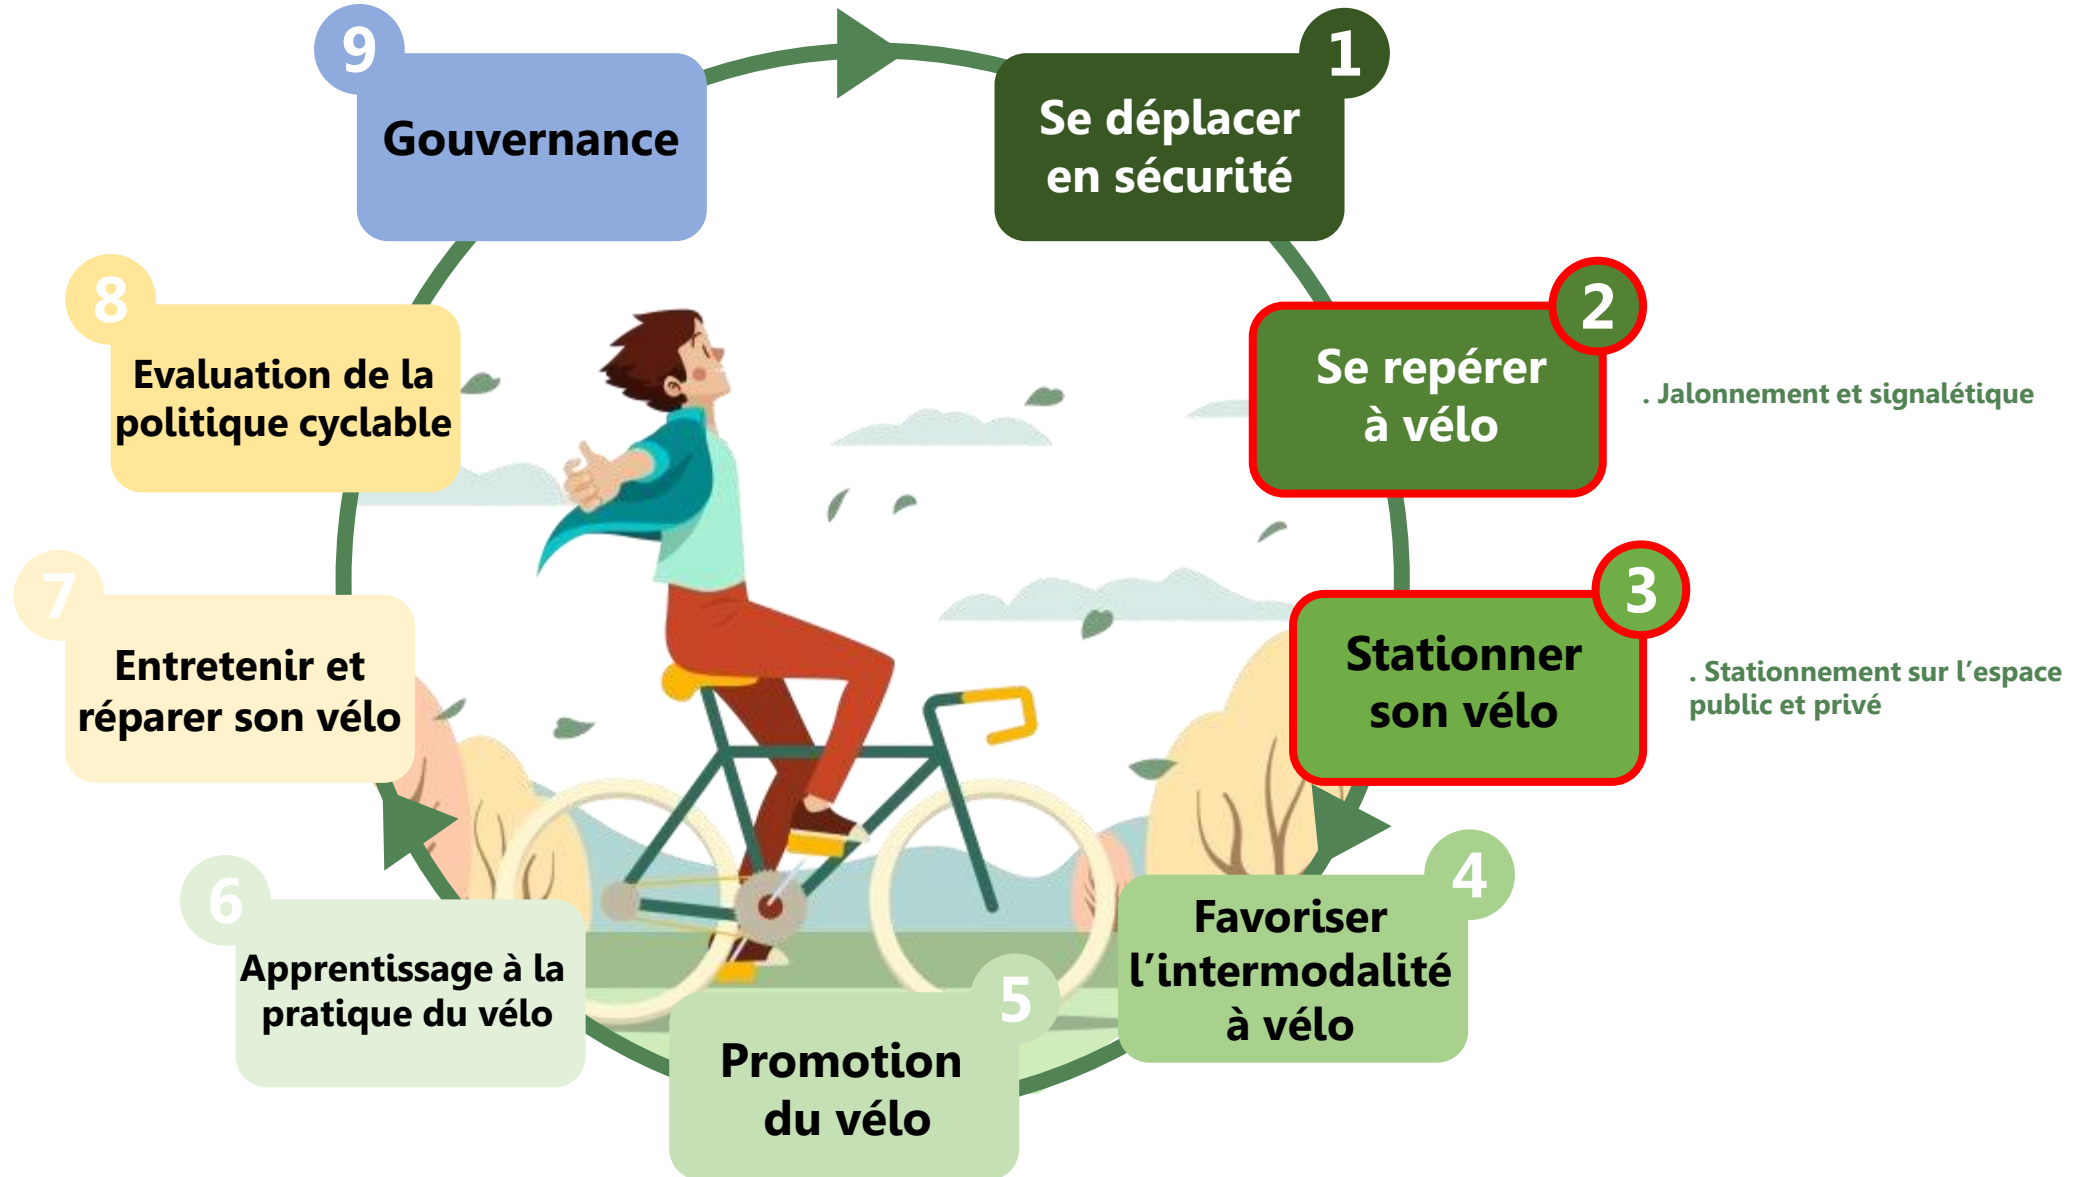 1
Se déplacer
en sécurité
2
Se repérer
à vélo
. Jalonnement et signalétique
3
Stationner
son vélo
. Stationnement sur l’espace
public et privé
4
Favoriser
l’intermodalité
à vélo
5
Promotion
du vélo
6
Apprentissage à la
pratique du vélo
7
Entretenir et
réparer son vélo
8
Evaluation de la
politique cyclable
9
Gouvernance